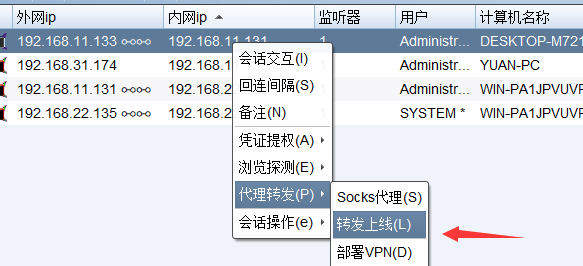 外网ip 内网ip 监听器 用户 计算机名称
192.168.11.133 192.168.11.131 1 Administr... DESKTOP-M721
192.168.31.174 192.168.3 Administr... YUAN-PC
192.168.11.131 192.168.2 Administr... WIN-PA1JPVUVF
192.168.22.135 192.168.2 SYSTEM * WIN-PA1JPVUVF
会话交互(I)
回连间隔(S)
备注(N)
凭证提权(A)
浏览探测(E)
代理转发(P)
会话操作(e)
Socks代理(S)
转发上线(L)
部署VPN(D)